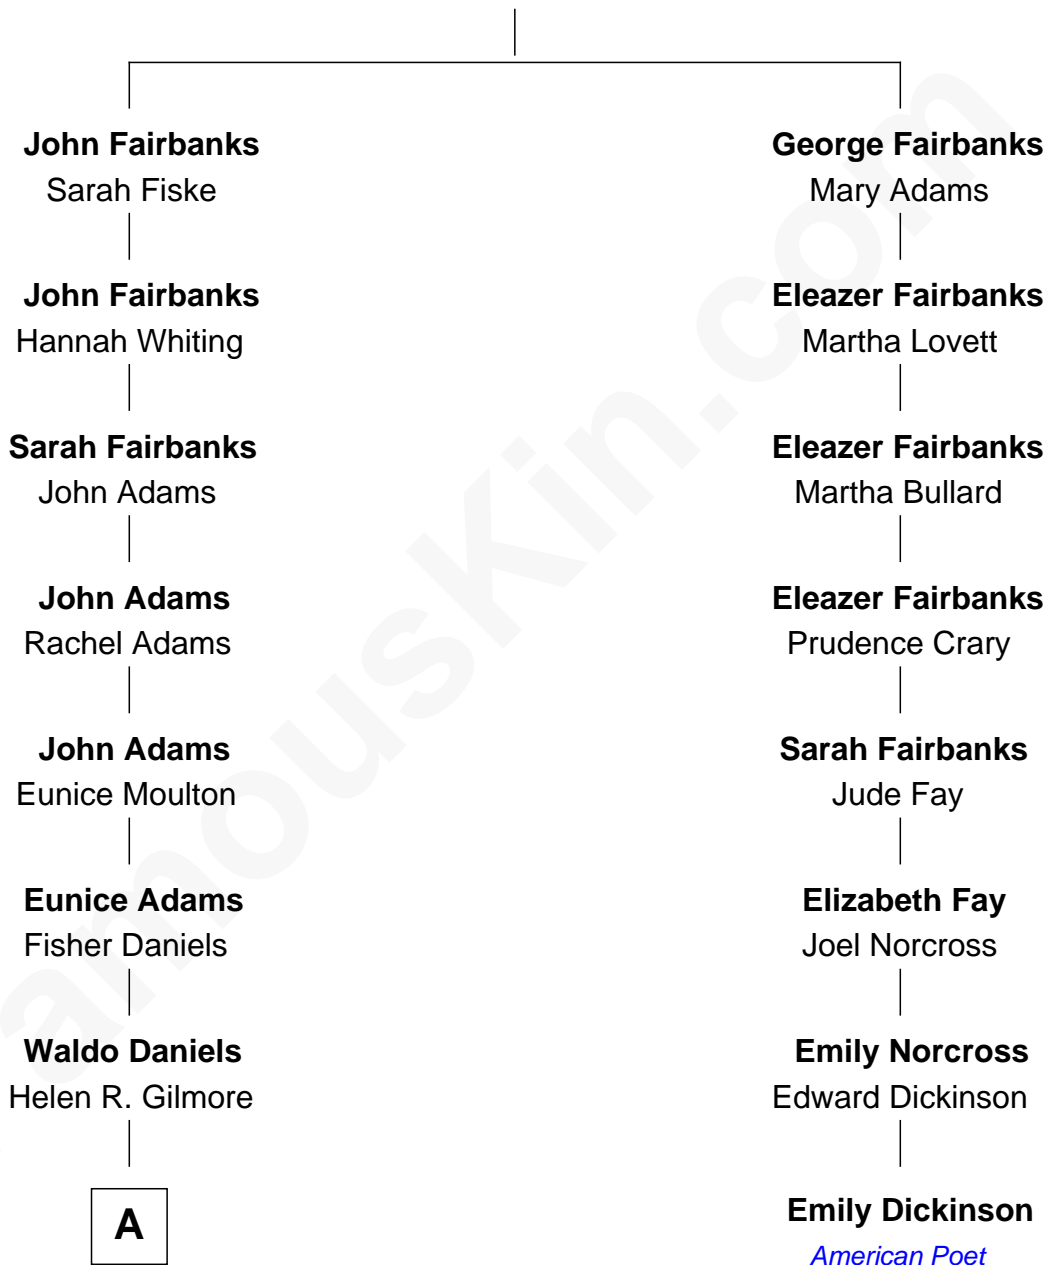 John Fairbanks
Sarah Fiske
John Fairbanks
Hannah Whiting
Sarah Fairbanks
John Adams
John Adams
Rachel Adams
John Adams
Eunice Moulton
Eunice Adams
Fisher Daniels
Waldo Daniels
Helen R. Gilmore
A
George Fairbanks
Mary Adams
Eleazer Fairbanks
Martha Lovett
Eleazer Fairbanks
Martha Bullard
Eleazer Fairbanks
Prudence Crary
Sarah Fairbanks
Jude Fay
Elizabeth Fay
Joel Norcross
Emily Norcross
Edward Dickinson
Emily Dickinson
American Poet
amouskin.com